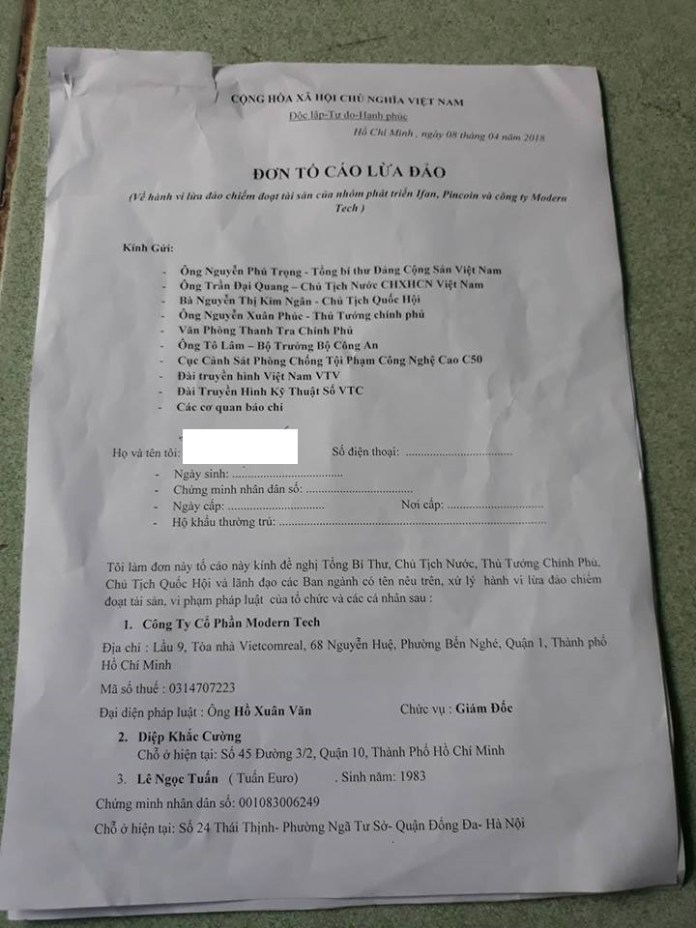 CỘNG HÒA XÃ HỘI CHỦ NGHĨA VIỆT NAM
Độc lập-Tự do-Hạnh phúc
Hồ Chí Minh, ngày 08 tháng 04 năm 2018
ĐƠN TỐ CÁO LỪA ĐẢO
(Về hành vi lừa đảo chiếm đoạt tài sản của nhóm phát triển Ifan, Pincoin và công ty Modern
Tech )
Kính Gửi:
- Ông Nguyễn Phú Trọng - Tổng bí thư Đảng Cộng Sản Việt Nam
- Ông Trần Đại Quang – Chủ Tịch Nước CHXHCN Việt Nam
- Bà Nguyễn Thị Kim Ngân - Chủ Tịch Quốc Hội
- Ông Nguyễn Xuân Phúc - Thủ Tướng chính phủ
- Văn Phòng Thanh Tra Chính Phủ
- Ông Tô Lâm – Bộ Trưởng Bộ Công An
- Cục Cảnh Sát Phòng Chống Tội Phạm Công Nghệ Cao C50
- Đài truyền hình Việt Nam VTV
- Đài Truyền Hình Kỹ Thuật Số VTC
- Các cơ quan báo chí
Họ và tên tôi: Số điện thoại: ................................
- Ngày sinh: ................................
- Chứng minh nhân dân số: ................................
- Ngày cấp: ............................ Nơi cấp: ............................
- Hộ khẩu thường trú: ................................................................................
Tôi làm đơn này tố cáo này kính đề nghị Tổng Bí Thư, Chủ Tịch Nước, Thủ Tướng Chính Phủ,
Chủ Tịch Quốc Hội và lãnh đạo các Ban ngành có tên nêu trên, xử lý hành vi lừa đảo chiếm
đoạt tài sản, vi phạm pháp luật của tổ chức và các cá nhân sau :
1. Công Ty Cổ Phần Modern Tech
Địa chỉ : Lầu 9, Tòa nhà Vietcomreal, 68 Nguyễn Huệ, Phường Bến Nghé, Quận 1, Thành phố
Hồ Chí Minh
Mã số thuế : 0314707223
Đại diện pháp luật : Ông Hồ Xuân Văn Chức vụ : Giám Đốc
2. Diệp Khắc Cường
Chỗ ở hiện tại: Số 45 Đường 3/2, Quận 10, Thành Phố Hồ Chí Minh
3. Lê Ngọc Tuấn ( Tuấn Euro) . Sinh năm: 1983
Chứng minh nhân dân số: 001083006249
Chỗ ở hiện tại: Số 24 Thái Thịnh- Phường Ngã Tư Sở- Quận Đống Đa- Hà Nội